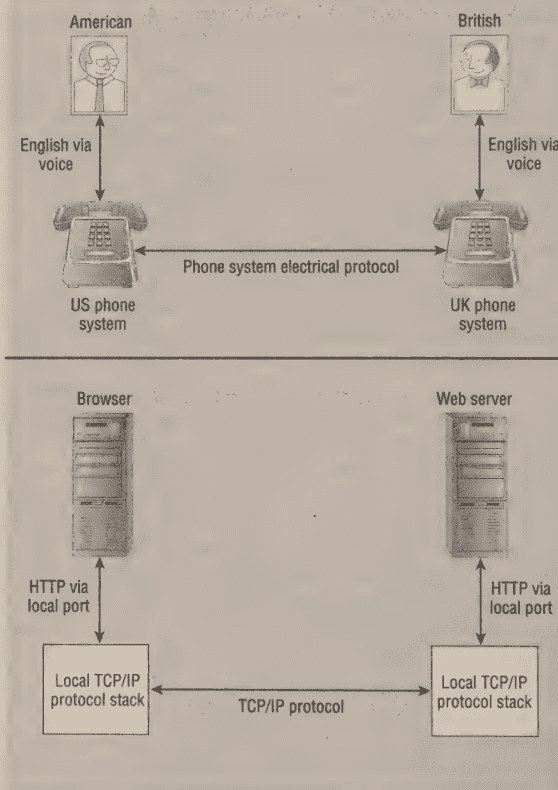 American
British
English via
voice
English via
voice
Phone system electrical protocol
US phone
system
UK phone
system
Browser
Web server
HTTP via
local port
HTTP via
local port
Local TCP/IP
protocol stack
TCP/IP protocol
Local TCP/IP
protocol stack